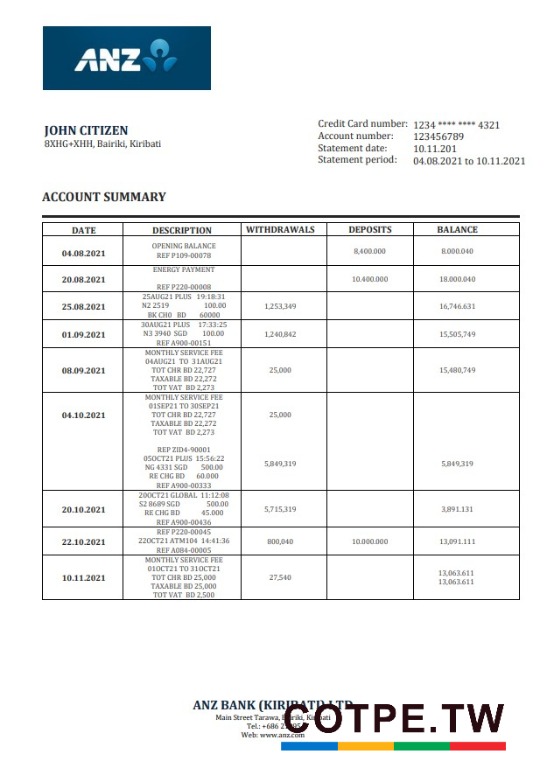 ANZ
JOHN CITIZEN
8XHG+XHH, Bairiki, Kiribati
Credit Card number: 1234 **** **** 4321
Account number: 123456789
Statement date: 10.11.201
Statement period: 04.08.2021 to 10.11.2021
ACCOUNT SUMMARY
DATE DESCRIPTION WITHDRAWALS DEPOSITS BALANCE
OPENING BALANCE
04.08.2021 8,400.000 8.000.040
REF P109-00078
ENERGY PAYMENT
20.08.2021 10.400.000 18.000.040
REF P220-00008
25AUG21 PLUS 19:18:31
25.08.2021 N2 2519 100.00 1,253,349 16,746.631
BK CH0 BD 60000
30AUG21 PLUS 17:33:25
01.09.2021 N3 3940 SGD 100.00 1,240,842 15,505,749
REF A900-00151
MONTHLY SERVICE FEE
04AUG21 TO 31AUG21
08.09.2021 TOT CHR BD 22,727 25,000 15,480,749
TAXABLE BD 22,272
TOT VAT BD 2,273
MONTHLY SERVICE FEE
01SEP21 TO 30SEP21
04.10.2021 TOT CHR BD 22,727 25,000
TAXABLE BD 22,272
TOT VAT BD 2,273
REP ZID4-90001
05OCT21 PLUS 15:56:22
NG 4331 SGD 500.00 5,849,319 5,849,319
RE CHG BD 60.000
REF A900-00333
20OCT21 GLOBAL 11:12:08
20.10.2021 S2 8689 SGD 500.00 5,715,319 3,891.131
RE CHG BD 45.000
REF A900-00436
REF P220-00045
22.10.2021 22OCT21 ATM104 14:41:36 800,040 10.000.000 13,091.111
REF A084-00005
MONTHLY SERVICE FEE
01OCT21 TO 31OCT21 13,063.611
10.11.2021 TOT CHR BD 25,000 27,540
TAXABLE BD 25,000 13,063.611
TOT VAT BD 2,500
ANZ BANK (KIRIBATI) LTD
Main Street Tarawa, Bairiki, Kiribati
Tel.: +686
Web: www.anz.com
COTPE.TW